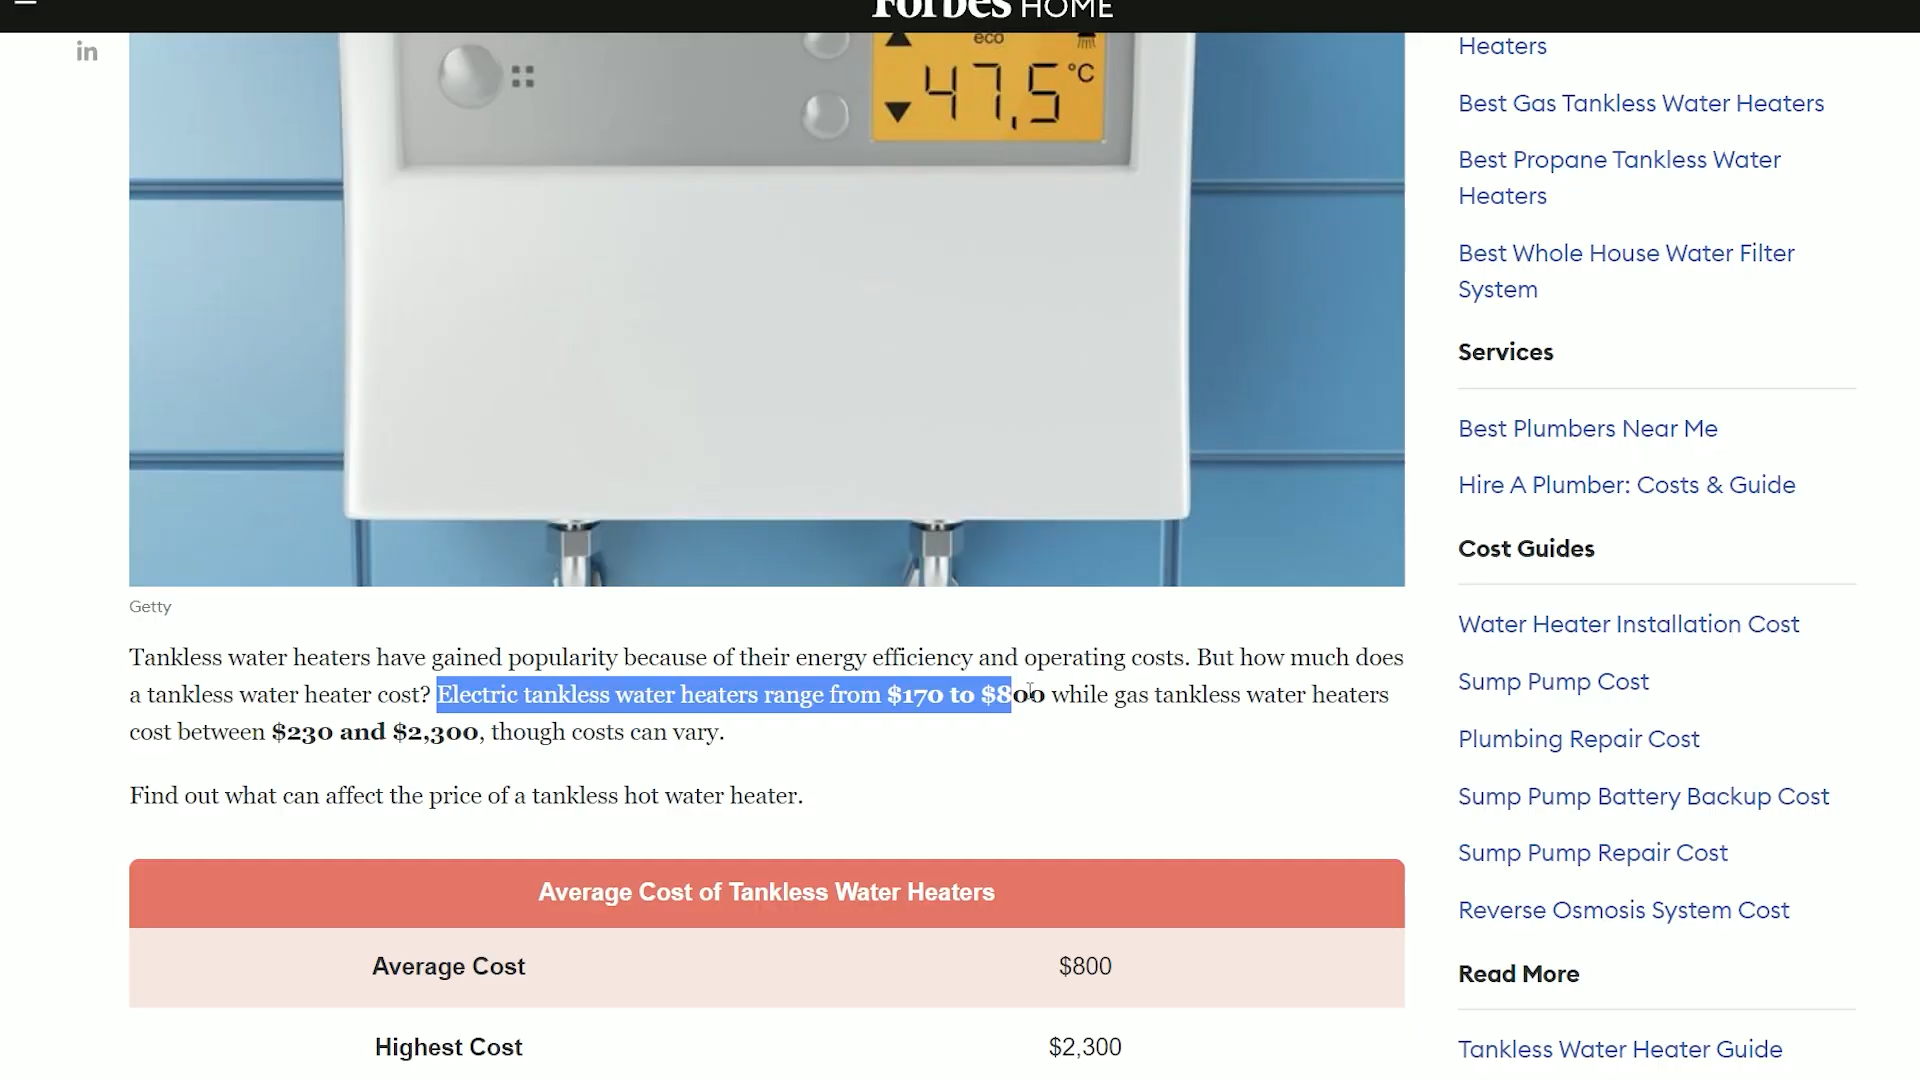 Forbes HOME
in
eco
47,5 °C
Getty
Tankless water heaters have gained popularity because of their energy efficiency and operating costs. But how much does
a tankless water heater cost? Electric tankless water heaters range from $170 to $800 while gas tankless water heaters
cost between $230 and $2,300, though costs can vary.
Find out what can affect the price of a tankless hot water heater.
Average Cost of Tankless Water Heaters
Average Cost $800
Highest Cost $2,300
Heaters
Best Gas Tankless Water Heaters
Best Propane Tankless Water
Heaters
Best Whole House Water Filter
System
Services
Best Plumbers Near Me
Hire A Plumber: Costs & Guide
Cost Guides
Water Heater Installation Cost
Sump Pump Cost
Plumbing Repair Cost
Sump Pump Battery Backup Cost
Sump Pump Repair Cost
Reverse Osmosis System Cost
Read More
Tankless Water Heater Guide